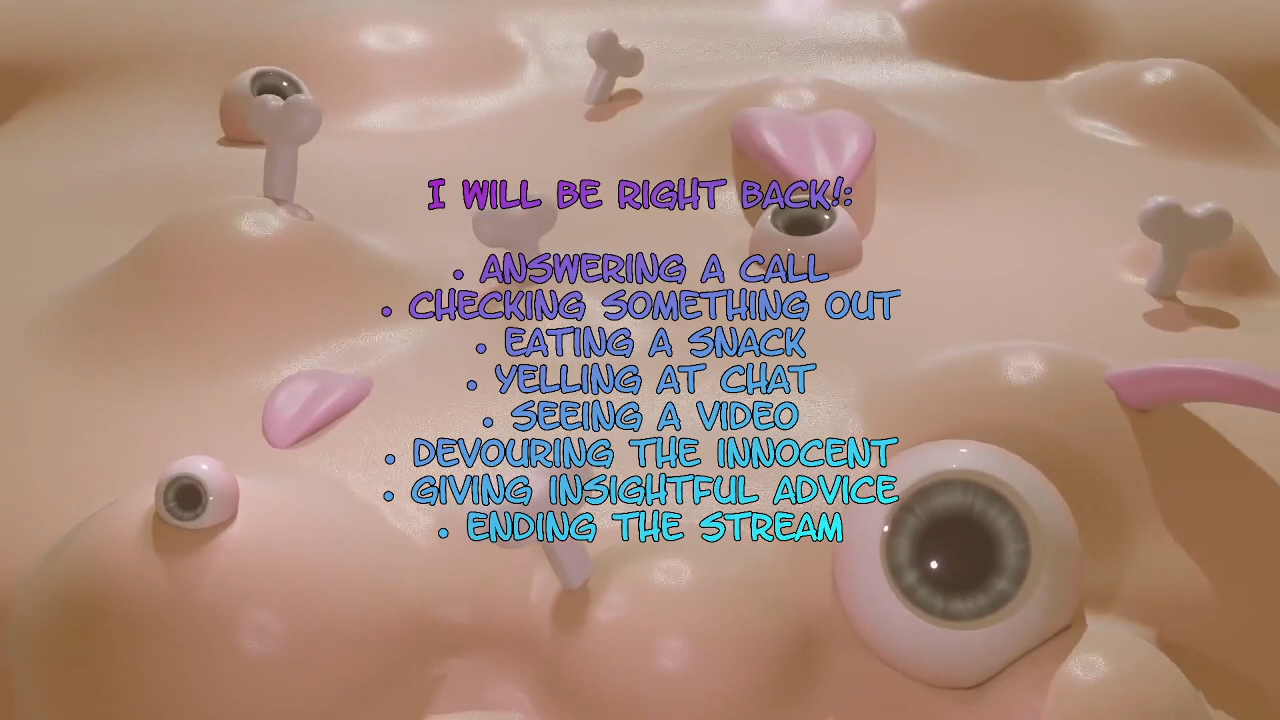 I WILL BE RIGHT BACK!:
• ANSWERING A CALL
• CHECKING SOMETHING OUT
• EATING A SNACK
• YELLING AT CHAT
• SEEING A VIDEO
• DEVOURING THE INNOCENT
• GIVING INSIGHTFUL ADVICE
• ENDING THE STREAM